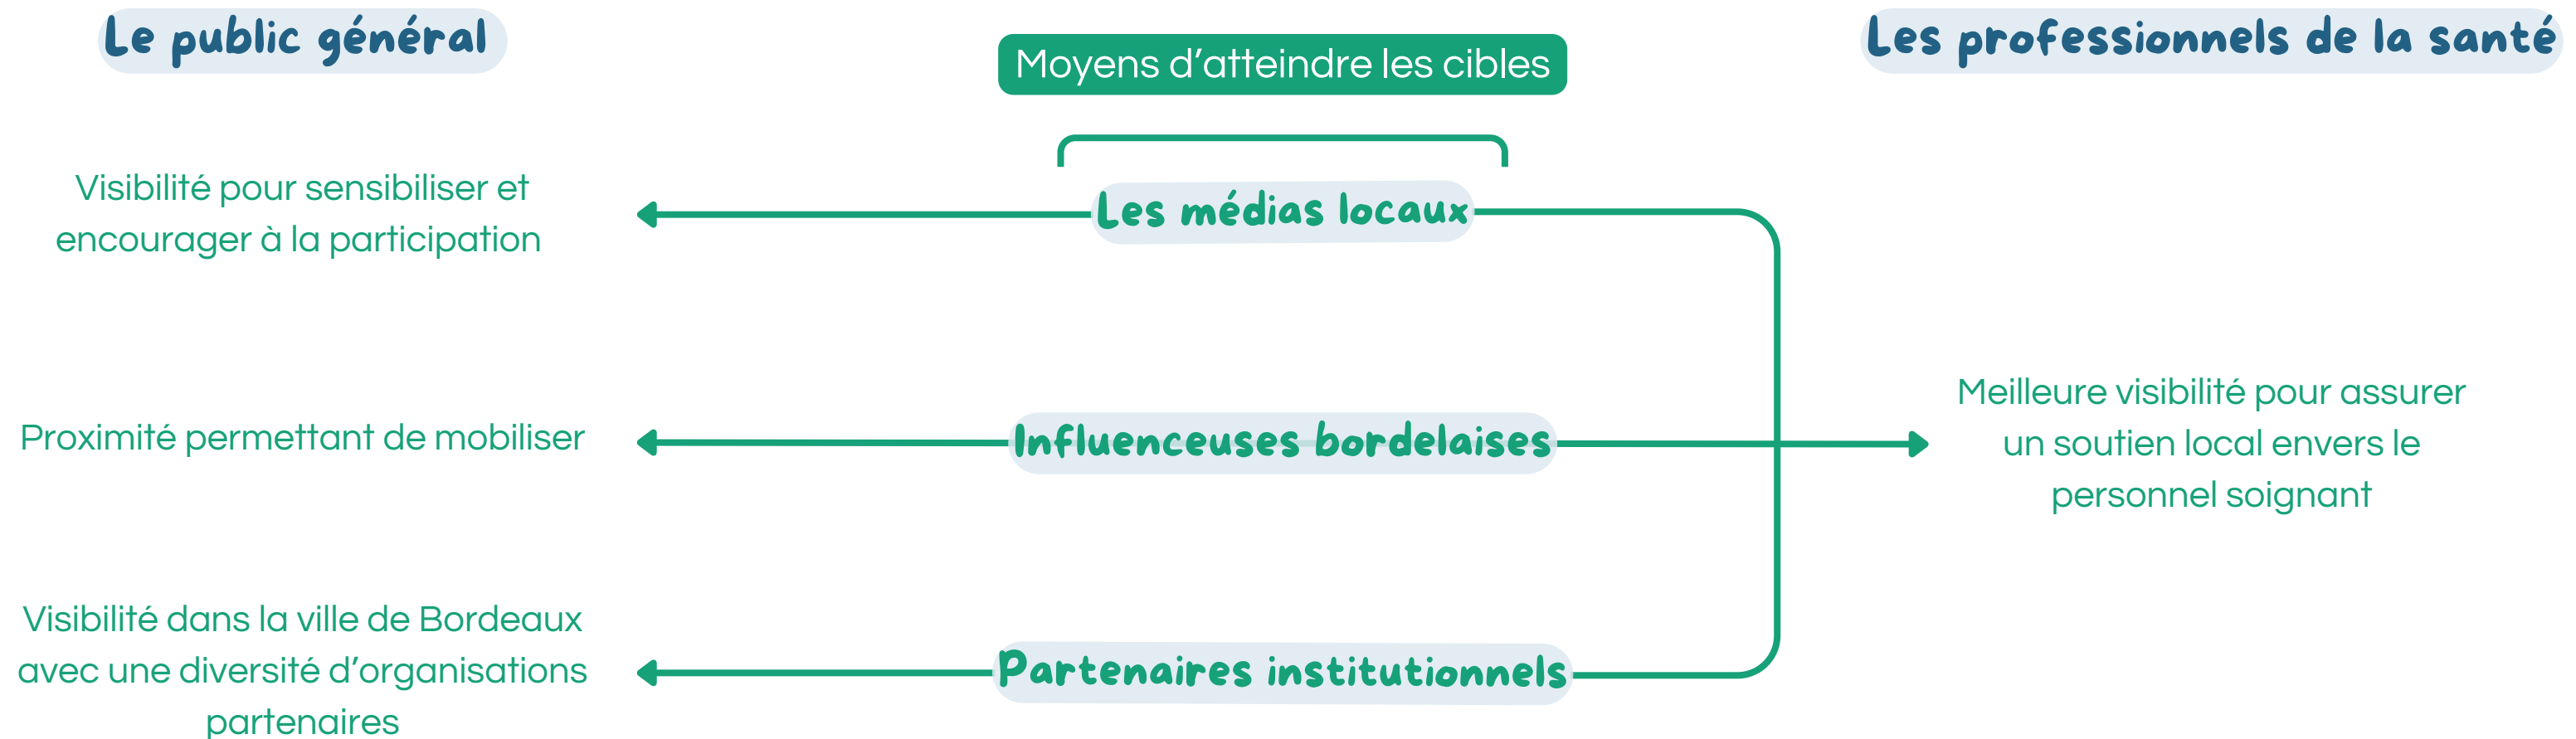 Le public général
Moyens d’atteindre les cibles
Les professionnels de la santé
Visibilité pour sensibiliser et
encourager à la participation
Les médias locaux
Proximité permettant de mobiliser
Influenceuses bordelaises
Meilleure visibilité pour assurer
un soutien local envers le
personnel soignant
Visibilité dans la ville de Bordeaux
avec une diversité d’organisations
partenaires
Partenaires institutionnels